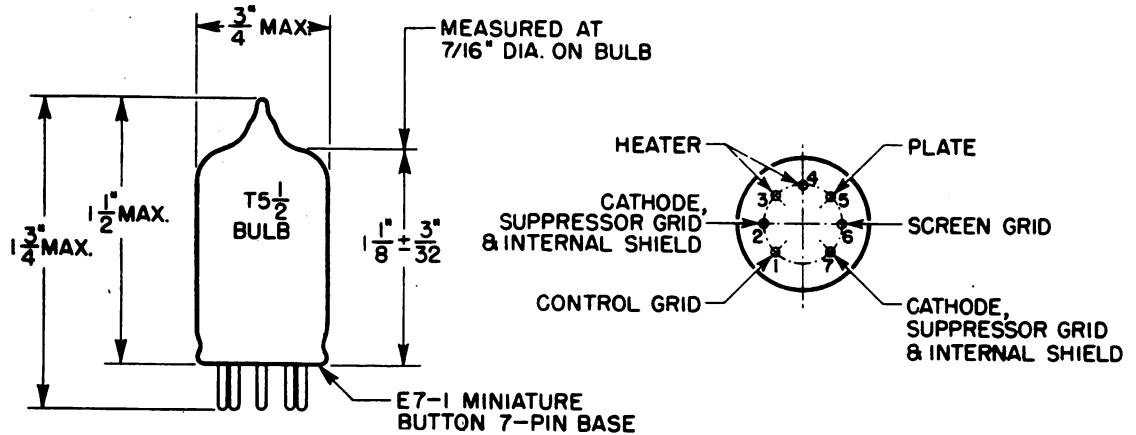 3/4" MAX.
MEASURED AT
7/16" DIA. ON BULB
T5 1/2
BULB
1 1/2" MAX.
1 3/4" MAX.
1 1/8" ± 3/32"
E7-1 MINIATURE
BUTTON 7-PIN BASE
HEATER
PLATE
CATHODE,
SUPPRESSOR GRID
& INTERNAL SHIELD
SCREEN GRID
CONTROL GRID
CATHODE,
SUPPRESSOR GRID
& INTERNAL SHIELD
4
3
5
2
6
1
7